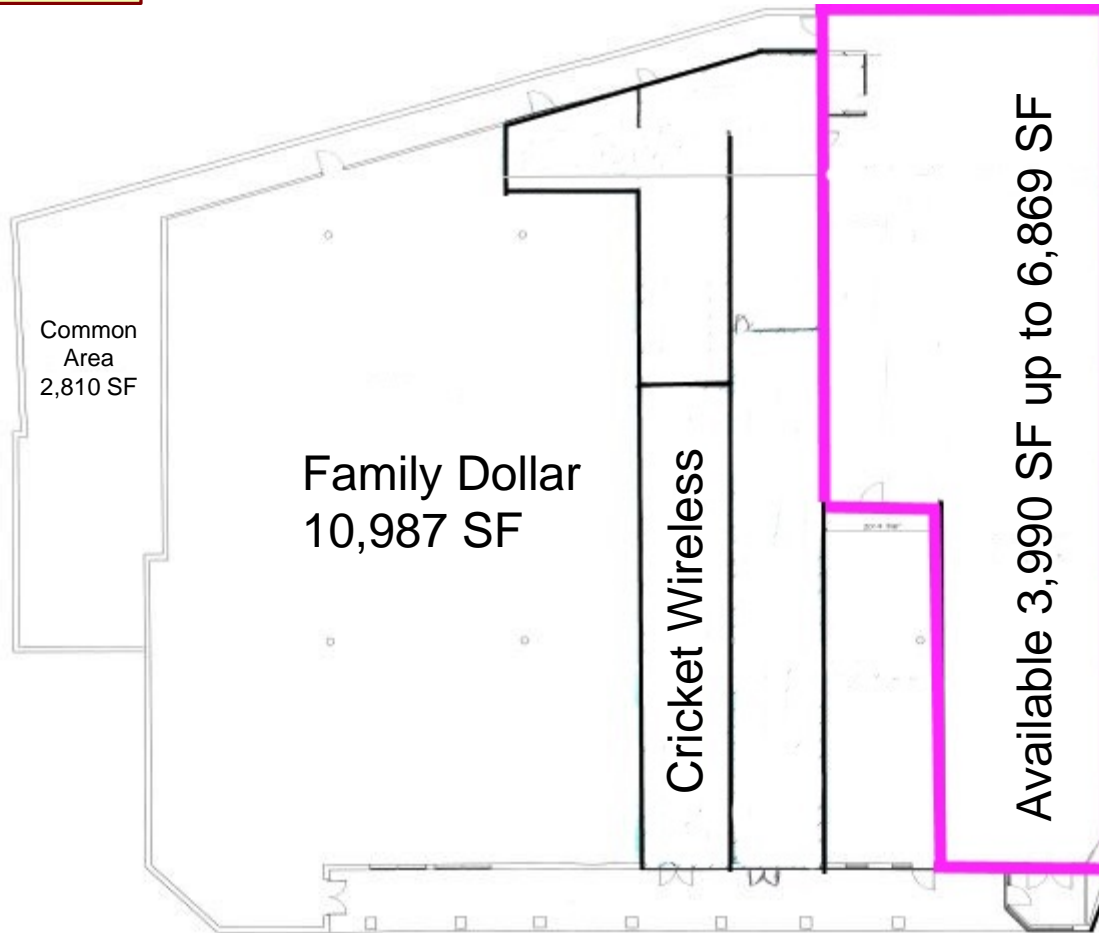 Common
Area
2,810 SF
Family Dollar
10,987 SF
Cricket Wireless
Available 3,990 SF up to 6,869 SF